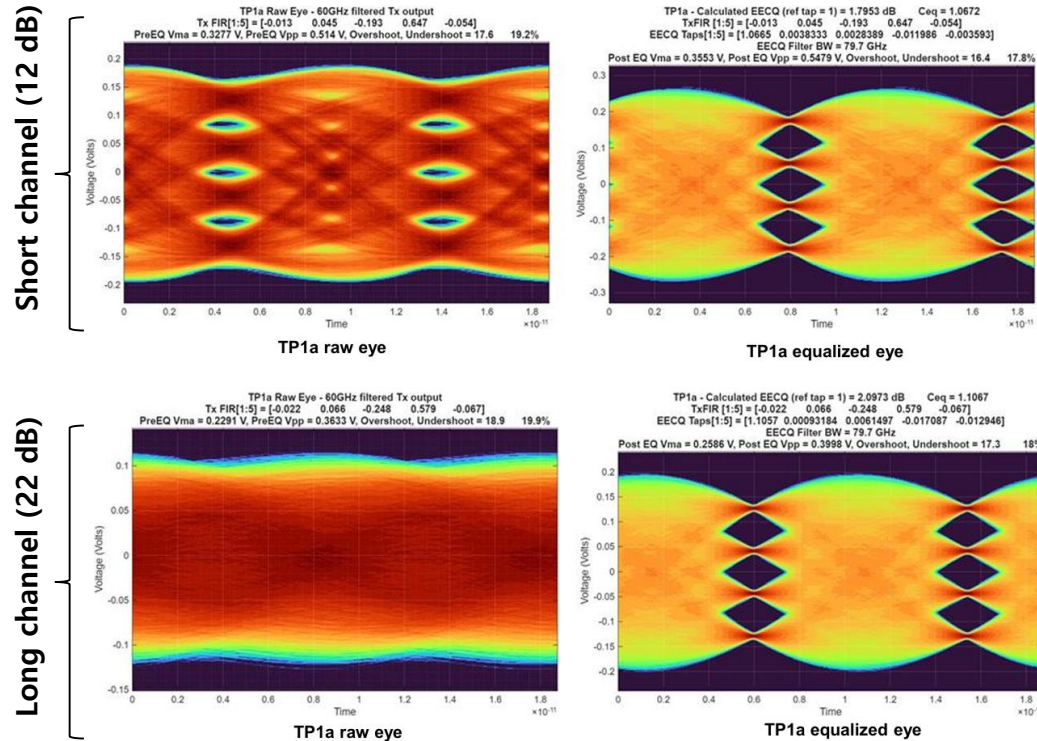 Short channel (12 dB)
TP1a Raw Eye - 60GHz filtered Tx output
Tx FIR[1:5] = [-0.013 0.045 -0.193 0.647 -0.054]
PreEQ Vma = 0.3277 V, PreEQ Vpp = 0.514 V, Overshoot, Undershoot = 17.6 19.2%
Voltage (Volts)
0.2
0.15
0.1
0.05
0
-0.05
-0.1
-0.15
-0.2
0 0.2 0.4 0.6 0.8 1 1.2 1.4 1.6 1.8
Time
×10⁻¹¹
TP1a raw eye
TP1a - Calculated EECQ (ref tap = 1) = 1.7953 dB Ceq = 1.0672
TxFIR [1:5] = [-0.013 0.045 -0.193 0.647 -0.054]
EECQ Taps[1:5] = [1.0665 0.0038333 0.0028389 -0.011986 -0.003593]
EECQ Filter BW = 79.7 GHz
Post EQ Vma = 0.3553 V, Post EQ Vpp = 0.5479 V, Overshoot, Undershoot = 16.4 17.8%
Voltage (Volts)
0.3
0.2
0.1
0
-0.1
-0.2
-0.3
0 0.2 0.4 0.6 0.8 1 1.2 1.4 1.6 1.8
Time
×10⁻¹¹
TP1a equalized eye
Long channel (22 dB)
TP1a Raw Eye - 60GHz filtered Tx output
Tx FIR[1:5] = [-0.022 0.066 -0.248 0.579 -0.067]
PreEQ Vma = 0.2291 V, PreEQ Vpp = 0.3633 V, Overshoot, Undershoot = 18.9 19.9%
Voltage (Volts)
0.1
0.05
0
-0.05
-0.1
-0.15
0 0.2 0.4 0.6 0.8 1 1.2 1.4 1.6 1.8
Time
×10⁻¹¹
TP1a raw eye
TP1a - Calculated EECQ (ref tap = 1) = 2.0973 dB Ceq = 1.1067
TxFIR [1:5] = [-0.022 0.066 -0.248 0.579 -0.067]
EECQ Taps[1:5] = [1.1057 0.00093184 0.0061497 -0.017087 -0.012946]
EECQ Filter BW = 79.7 GHz
Post EQ Vma = 0.2586 V, Post EQ Vpp = 0.3998 V, Overshoot, Undershoot = 17.3 18%
Voltage (Volts)
0.2
0.15
0.1
0.05
0
-0.05
-0.1
-0.15
-0.2
0 0.2 0.4 0.6 0.8 1 1.2 1.4 1.6 1.8
Time
×10⁻¹¹
TP1a equalized eye